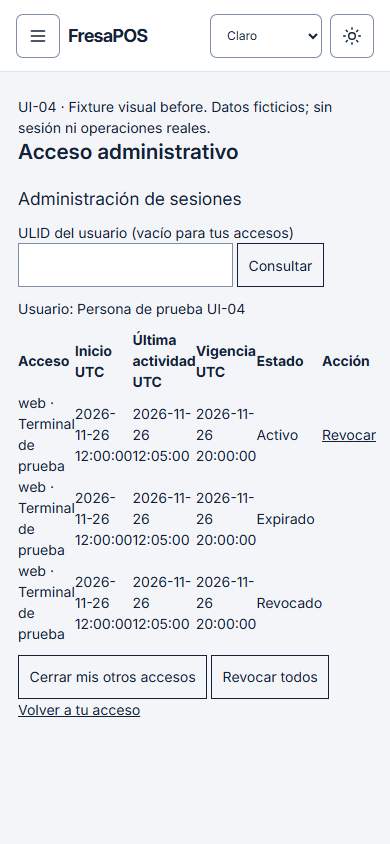 FresaPOS
Claro
UI-04 · Fixture visual before. Datos ficticios; sin
sesión ni operaciones reales.
Acceso administrativo
Administración de sesiones
ULID del usuario (vacío para tus accesos)
Consultar
Usuario: Persona de prueba UI-04
Acceso Inicio UTC Última actividad UTC Vigencia UTC Estado Acción
web · Terminal de prueba 2026-11-26 12:00:00 2026-11-26 12:05:00 2026-11-26 20:00:00 Activo Revocar
web · Terminal de prueba 2026-11-26 12:00:00 2026-11-26 12:05:00 2026-11-26 20:00:00 Expirado
web · Terminal de prueba 2026-11-26 12:00:00 2026-11-26 12:05:00 2026-11-26 20:00:00 Revocado
Cerrar mis otros accesos Revocar todos
Volver a tu acceso